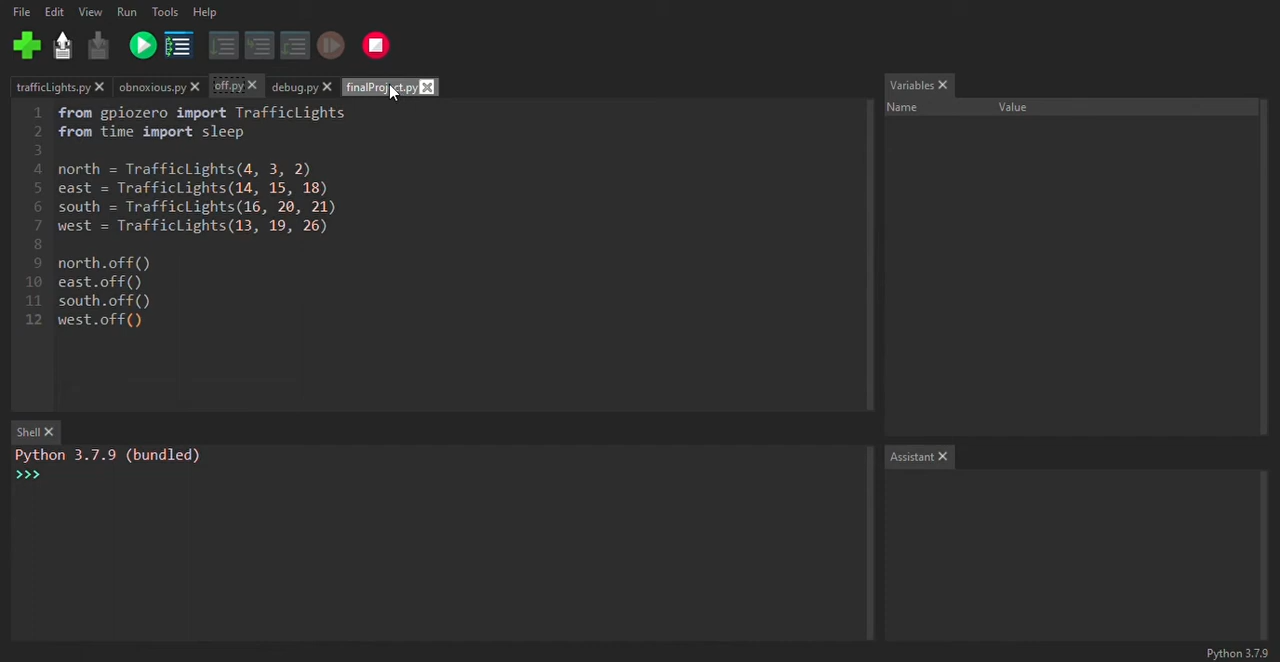 File Edit View Run Tools Help
trafficLights.py obnoxious.py off.py debug.py finalProject.py
1 from gpiozero import TrafficLights
2 from time import sleep
3
4 north = TrafficLights(4, 3, 2)
5 east = TrafficLights(14, 15, 18)
6 south = TrafficLights(16, 20, 21)
7 west = TrafficLights(13, 19, 26)
8
9 north.off()
10 east.off()
11 south.off()
12 west.off()
Variables
Name Value
Shell
Python 3.7.9 (bundled)
>>>
Assistant
Python 3.7.9